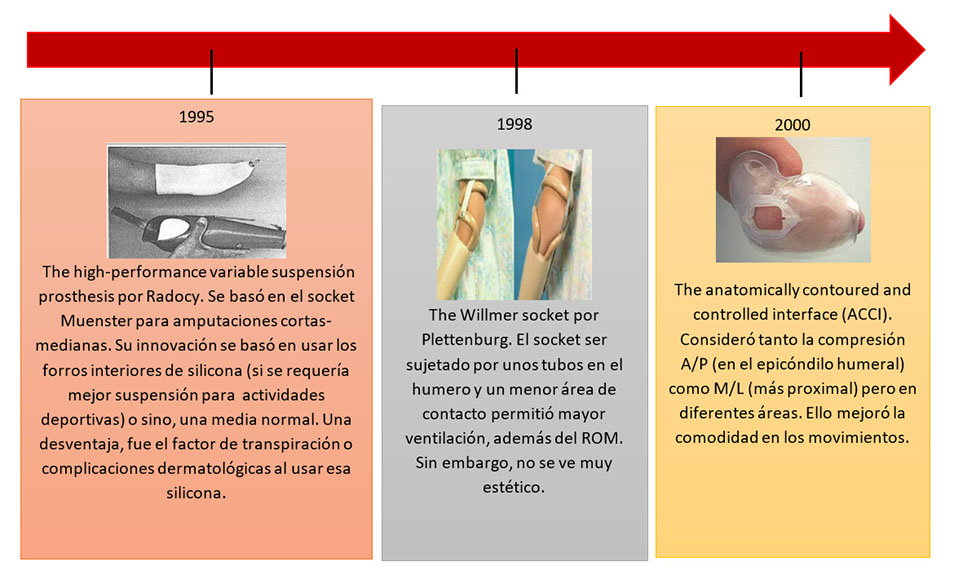 1995
The high-performance variable suspensión
prosthesis por Radocy. Se basó en el socket
Muenster para amputaciones cortas-
medianas. Su innovación se basó en usar los
forros interiores de silicona (si se requería
mejor suspensión para actividades
deportivas) o sino, una media normal. Una
desventaja, fue el factor de transpiración o
complicaciones dermatológicas al usar esa
silicona.
1998
The Willmer socket por
Plettenburg. El socket ser
sujetado por unos tubos en el
humero y un menor área de
contacto permitió mayor
ventilación, además del ROM.
Sin embargo, no se ve muy
estético.
2000
The anatomically contoured and
controlled interface (ACCI).
Consideró tanto la compresión
A/P (en el epicóndilo humeral)
como M/L (más proximal) pero en
diferentes áreas. Ello mejoró la
comodidad en los movimientos.